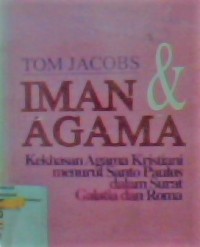 TOM JACOBS
IMAN &
AGAMA
Kekhasan Agama Kristiani
menurut Santo Paulus
dalam Surat
Galatia dan Roma